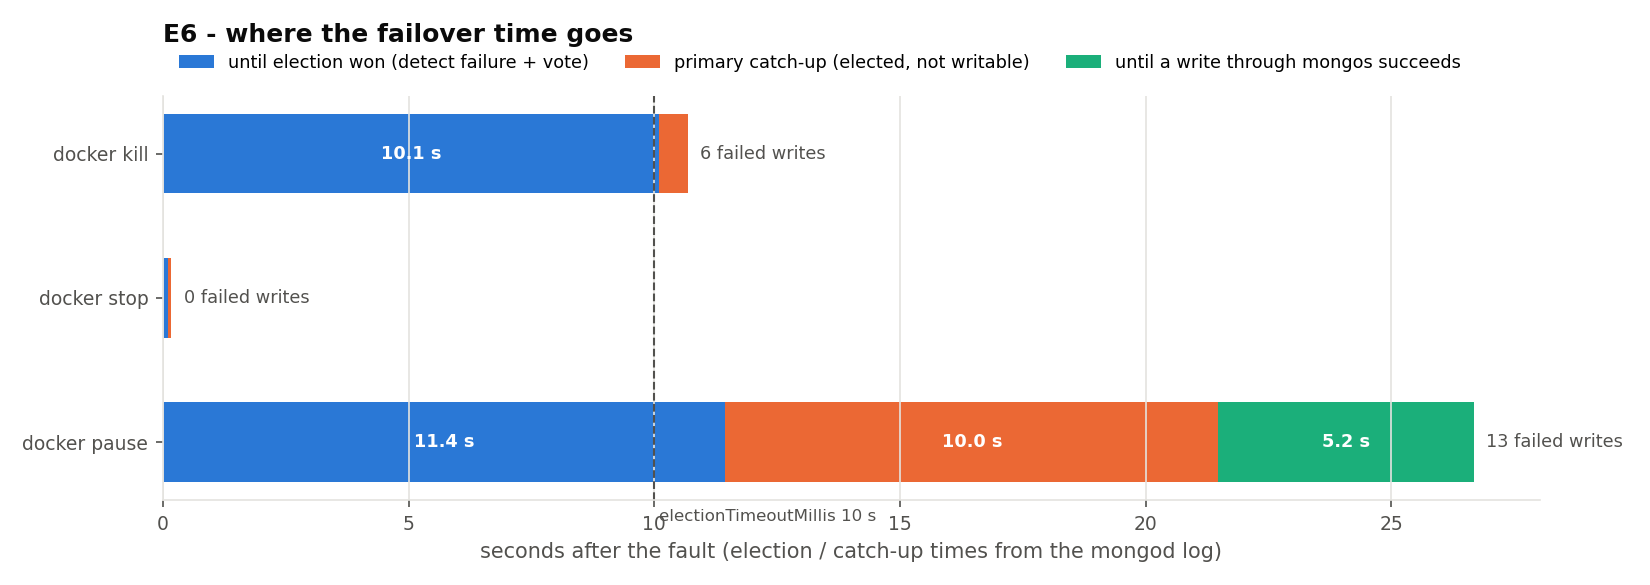 E6 - where the failover time goes
until election won (detect failure + vote) primary catch-up (elected, not writable) until a write through mongos succeeds
docker kill 10.1 s 6 failed writes
docker stop 0 failed writes
docker pause 11.4 s 10.0 s 5.2 s 13 failed writes
0 5 10 15 20 25
electionTimeoutMillis 10 s
seconds after the fault (election / catch-up times from the mongod log)